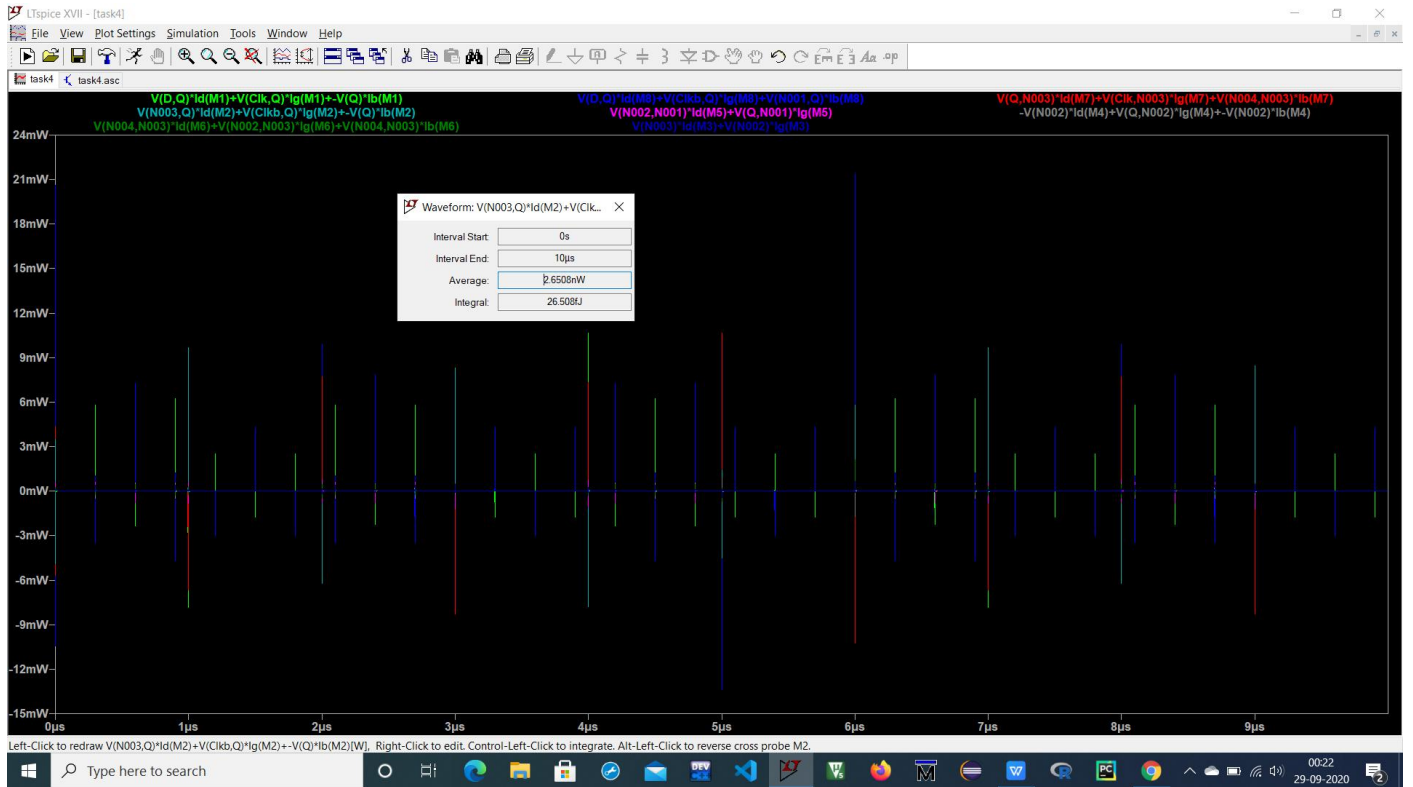 LTspice XVII - [task4]
File View Plot Settings Simulation Tools Window Help
task4 task4.asc
V(D,Q)*Id(M1)+V(Clk,Q)*Ig(M1)+-V(Q)*Ib(M1) V(D,Q)*Id(M8)+V(Clkb,Q)*Ig(M8)+V(N001,Q)*Ib(M8) V(Q,N003)*Id(M7)+V(Clk,N003)*Ig(M7)+V(N004,N003)*Ib(M7)
V(N003,Q)*Id(M2)+V(Clkb,Q)*Ig(M2)+-V(Q)*Ib(M2) V(N002,N001)*Id(M5)+V(Q,N001)*Ig(M5) -V(N002)*Id(M4)+V(Q,N002)*Ig(M4)+-V(N002)*Ib(M4)
V(N004,N003)*Id(M6)+V(N002,N003)*Ig(M6)+V(N004,N003)*Ib(M6) V(N003)*Id(M3)+V(N002)*Ig(M3)
24mW
21mW
18mW
15mW
12mW
9mW
6mW
3mW
0mW
-3mW
-6mW
-9mW
-12mW
-15mW
Waveform: V(N003,Q)*Id(M2)+V(Clk...
Interval Start: 0s
Interval End: 10µs
Average: 2.6508nW
Integral: 26.508fJ
0µs 1µs 2µs 3µs 4µs 5µs 6µs 7µs 8µs 9µs
Left-Click to redraw V(N003,Q)*Id(M2)+V(Clkb,Q)*Ig(M2)+-V(Q)*Ib(M2)[W], Right-Click to edit. Control-Left-Click to integrate. Alt-Left-Click to reverse cross probe M2.
Type here to search
00:22
29-09-2020